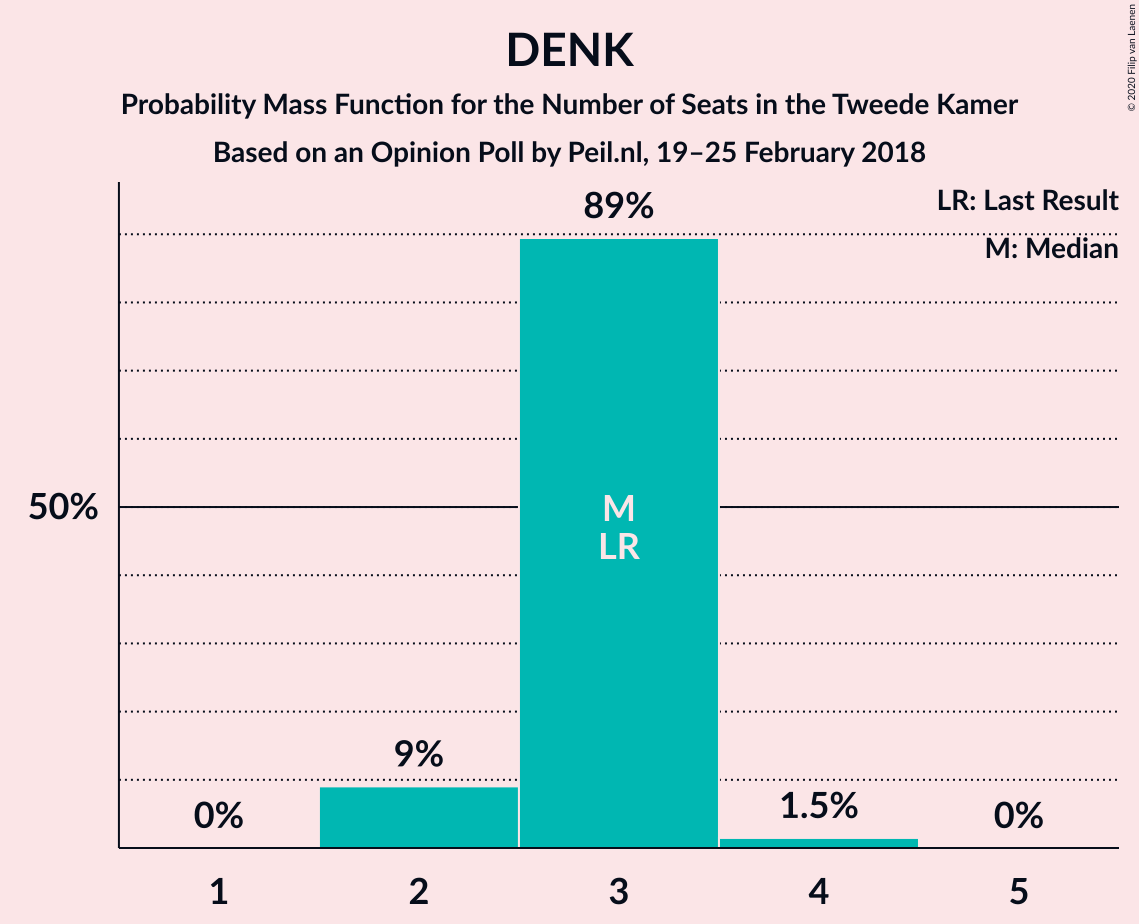 DENK
Probability Mass Function for the Number of Seats in the Tweede Kamer
Based on an Opinion Poll by Peil.nl, 19–25 February 2018
© 2020 Filip van Laenen
LR: Last Result
M: Median
89%
50%
M
LR
9%
0%
1.5%
0%
1 2 3 4 5